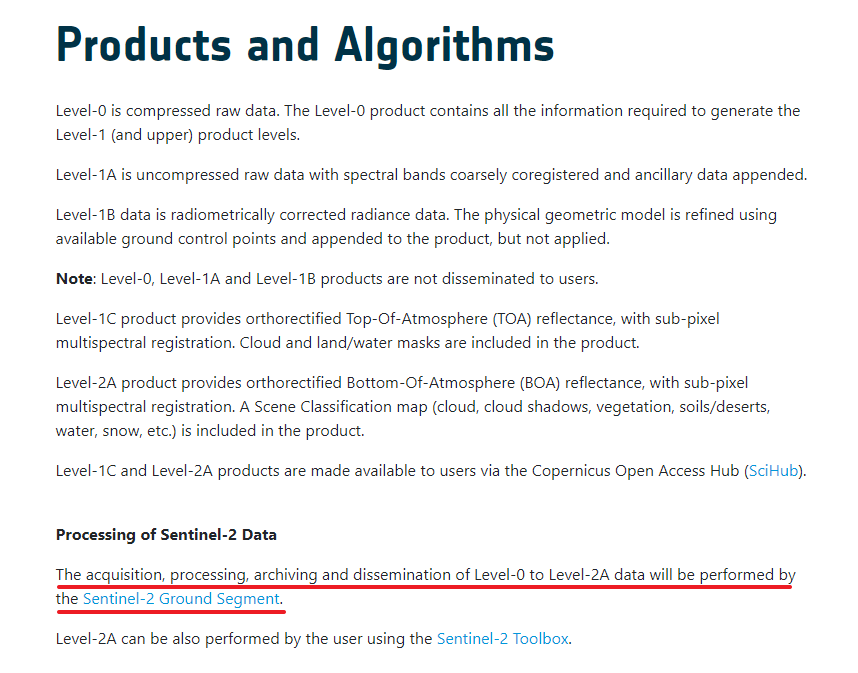 Products and Algorithms
Level-0 is compressed raw data. The Level-0 product contains all the information required to generate the
Level-1 (and upper) product levels.
Level-1A is uncompressed raw data with spectral bands coarsely coregistered and ancillary data appended.
Level-1B data is radiometrically corrected radiance data. The physical geometric model is refined using
available ground control points and appended to the product, but not applied.
Note: Level-0, Level-1A and Level-1B products are not disseminated to users.
Level-1C product provides orthorectified Top-Of-Atmosphere (TOA) reflectance, with sub-pixel
multispectral registration. Cloud and land/water masks are included in the product.
Level-2A product provides orthorectified Bottom-Of-Atmosphere (BOA) reflectance, with sub-pixel
multispectral registration. A Scene Classification map (cloud, cloud shadows, vegetation, soils/deserts,
water, snow, etc.) is included in the product.
Level-1C and Level-2A products are made available to users via the Copernicus Open Access Hub (SciHub).
Processing of Sentinel-2 Data
The acquisition, processing, archiving and dissemination of Level-0 to Level-2A data will be performed by
the Sentinel-2 Ground Segment.
Level-2A can be also performed by the user using the Sentinel-2 Toolbox.